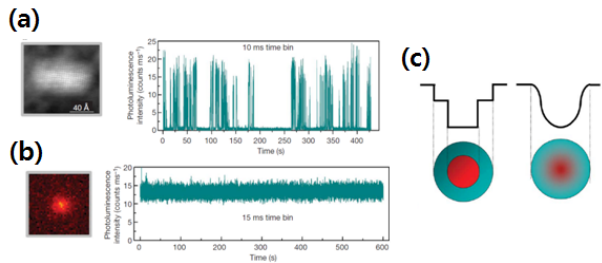 (a)
40 Å
Photoluminescence
intensity (counts ms⁻¹)
25
20
15
10
5
0
10 ms time bin
0 50 100 150 200 250 300 350 400
Time (s)
(b)
Photoluminescence
intensity (counts ms⁻¹)
20
15
10
5
0
15 ms time bin
0 100 200 300 400 500 600
Time (s)
(c)